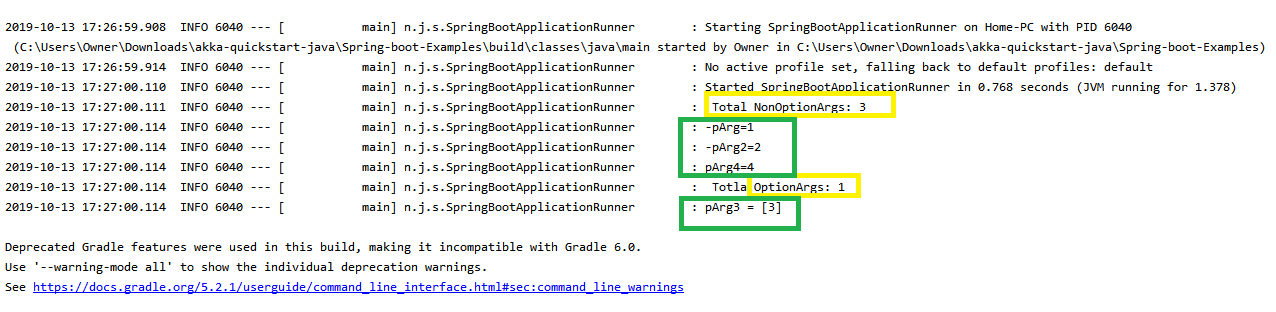 2019-10-13 17:26:59.908  INFO 6040 --- [           main] n.j.s.SpringBootApplicationRunner        : Starting SpringBootApplicationRunner on Home-PC with PID 6040
 (C:\Users\Owner\Downloads\akka-quickstart-java\Spring-boot-Examples\build\classes\java\main started by Owner in C:\Users\Owner\Downloads\akka-quickstart-java\Spring-boot-Examples)
2019-10-13 17:26:59.914  INFO 6040 --- [           main] n.j.s.SpringBootApplicationRunner        : No active profile set, falling back to default profiles: default
2019-10-13 17:27:00.110  INFO 6040 --- [           main] n.j.s.SpringBootApplicationRunner        : Started SpringBootApplicationRunner in 0.768 seconds (JVM running for 1.378)
2019-10-13 17:27:00.111  INFO 6040 --- [           main] n.j.s.SpringBootApplicationRunner        :  Total NonOptionArgs: 3
2019-10-13 17:27:00.114  INFO 6040 --- [           main] n.j.s.SpringBootApplicationRunner        : -pArg=1
2019-10-13 17:27:00.114  INFO 6040 --- [           main] n.j.s.SpringBootApplicationRunner        : -pArg2=2
2019-10-13 17:27:00.114  INFO 6040 --- [           main] n.j.s.SpringBootApplicationRunner        : pArg4=4
2019-10-13 17:27:00.114  INFO 6040 --- [           main] n.j.s.SpringBootApplicationRunner        :  Totla OptionArgs: 1
2019-10-13 17:27:00.114  INFO 6040 --- [           main] n.j.s.SpringBootApplicationRunner        : pArg3 = [3]
Deprecated Gradle features were used in this build, making it incompatible with Gradle 6.0.
Use '--warning-mode all' to show the individual deprecation warnings.
See https://docs.gradle.org/5.2.1/userguide/command_line_interface.html#sec:command_line_warnings